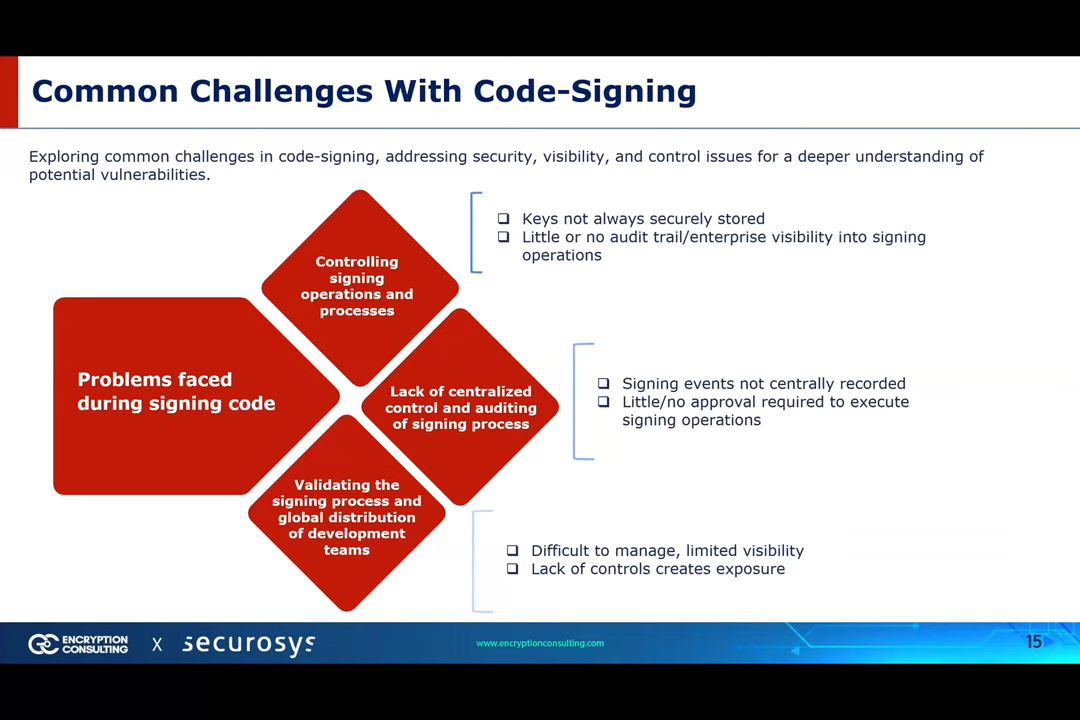 Common Challenges With Code-Signing
Exploring common challenges in code-signing, addressing security, visibility, and control issues for a deeper understanding of
potential vulnerabilities.
Controlling
signing
operations and
processes
Keys not always securely stored
Little or no audit trail/enterprise visibility into signing
operations
Problems faced
during signing code
Lack of centralized
control and auditing
of signing process
Signing events not centrally recorded
Little/no approval required to execute
signing operations
Validating the
signing process and
global distribution
of development
teams
Difficult to manage, limited visibility
Lack of controls creates exposure
ENCRYPTION
CONSULTING
X
securosys
www.encryptionconsulting.com
15